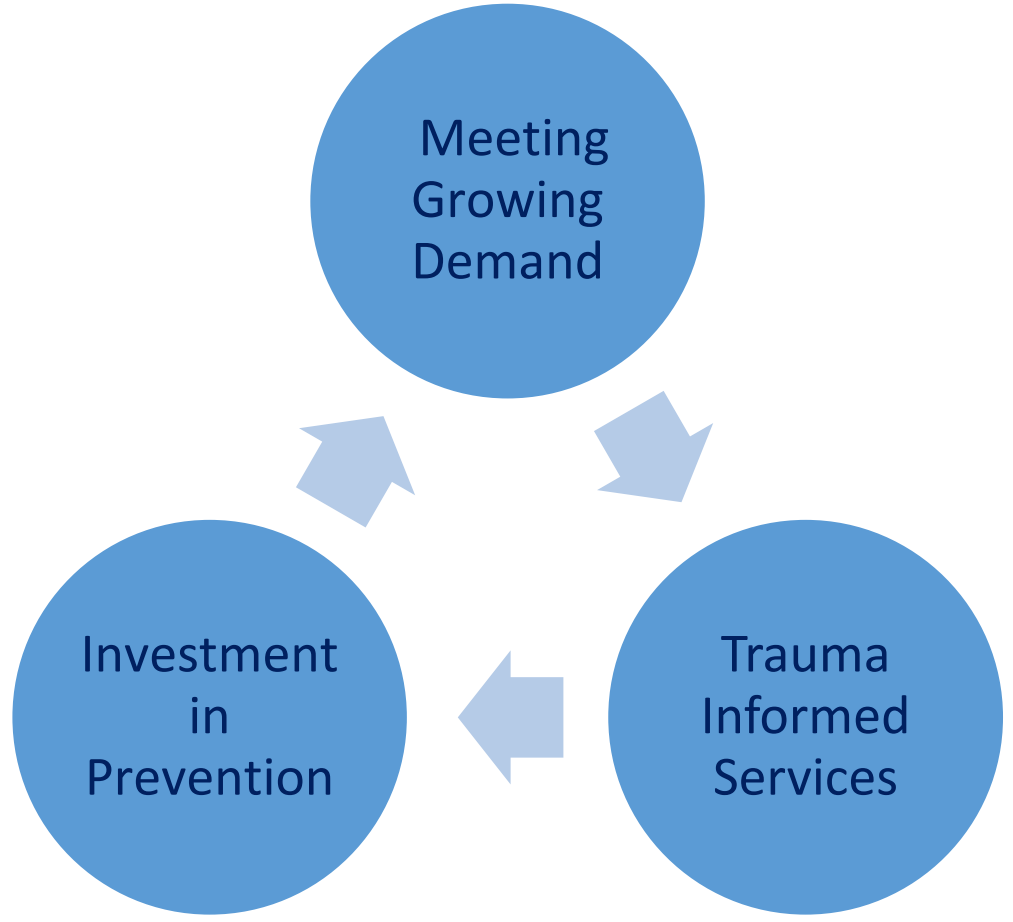 Meeting
Growing
Demand
Investment
in
Prevention
Trauma
Informed
Services